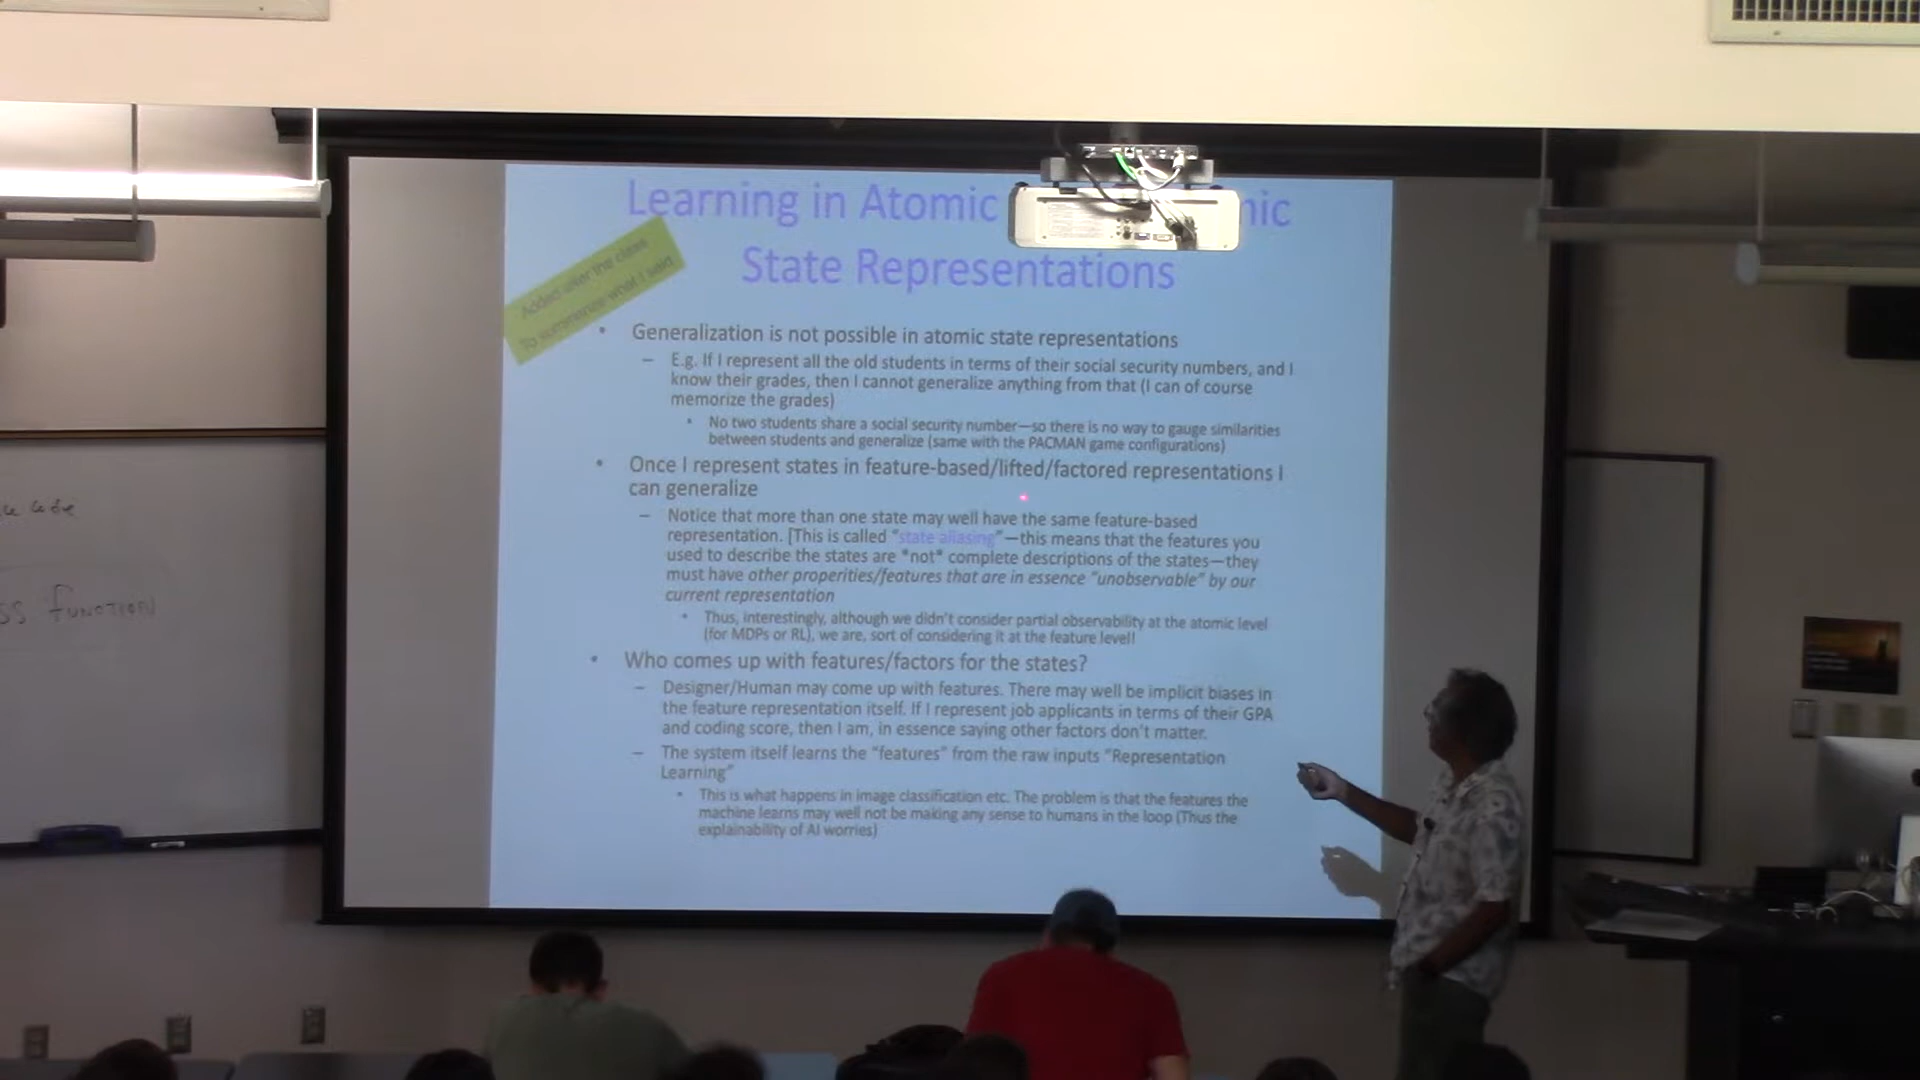 Learning in Atomic
State Representations
Added over the class
To summarize what I said
• Generalization is not possible in atomic state representations
– E.g. If I represent all the old students in terms of their social security numbers, and I
know their grades, then I cannot generalize anything from that (I can of course
memorize the grades)
• No two students share a social security number—so there is no way to gauge similarities
between students and generalize (same with the PACMAN game configurations)
• Once I represent states in feature-based/lifted/factored representations I
can generalize
– Notice that more than one state may well have the same feature-based
representation. [This is called "state aliasing"—this means that the features you
used to describe the states are *not* complete descriptions of the states—they
must have other properities/features that are in essence "unobservable" by our
current representation
• Thus, interestingly, although we didn't consider partial observability at the atomic level
(for MDPs or RL), we are, sort of considering it at the feature level!
• Who comes up with features/factors for the states?
– Designer/Human may come up with features. There may well be implicit biases in
the feature representation itself. If I represent job applicants in terms of their GPA
and coding score, then I am, in essence saying other factors don't matter.
– The system itself learns the "features" from the raw inputs "Representation
Learning"
• This is what happens in image classification etc. The problem is that the features the
machine learns may well not be making any sense to humans in the loop (Thus the
explainability of AI worries)
FUNCTION